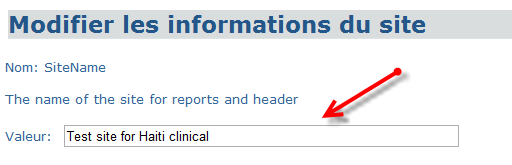 Modifier les informations du site
Nom: SiteName
The name of the site for reports and header
Valeur: Test site for Haiti clinical